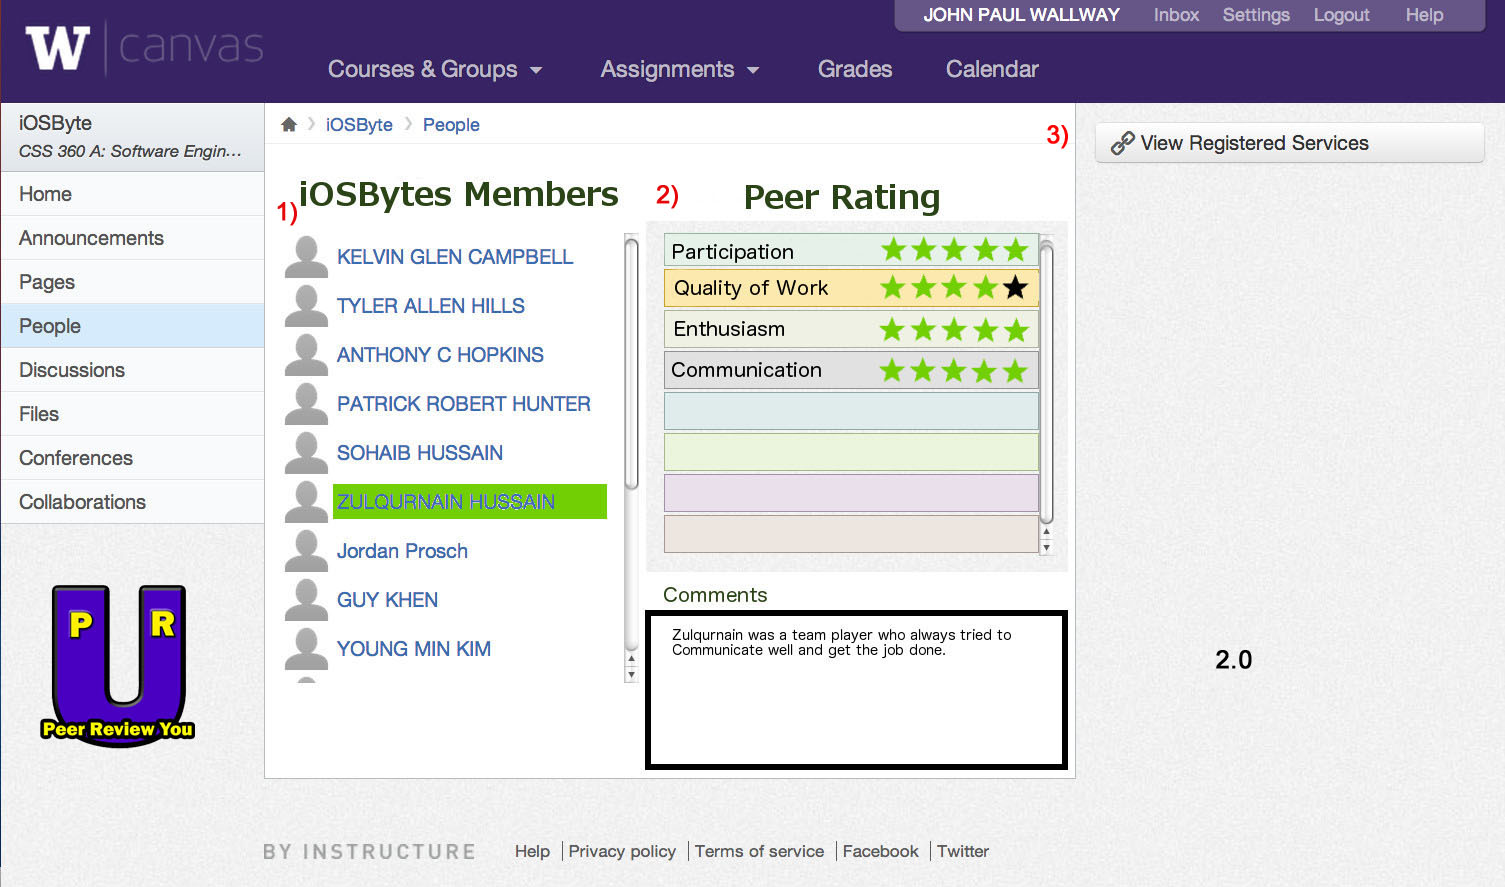 JOHN PAUL WALLWAY Inbox Settings Logout Help
W canvas
Courses & Groups Assignments Grades Calendar
iOSByte
CSS 360 A: Software Engin...
Home
Announcements
Pages
People
Discussions
Files
Conferences
Collaborations
P R
Peer Review You
iOSByte People
3)
1) iOSBytes Members
KELVIN GLEN CAMPBELL
TYLER ALLEN HILLS
ANTHONY C HOPKINS
PATRICK ROBERT HUNTER
SOHAIB HUSSAIN
ZULQURNAIN HUSSAIN
Jordan Prosch
GUY KHEN
YOUNG MIN KIM
2) Peer Rating
Participation
Quality of Work
Enthusiasm
Communication
Comments
Zulqurnain was a team player who always tried to
Communicate well and get the job done.
View Registered Services
2.0
BY INSTRUCTURE Help Privacy policy Terms of service Facebook Twitter